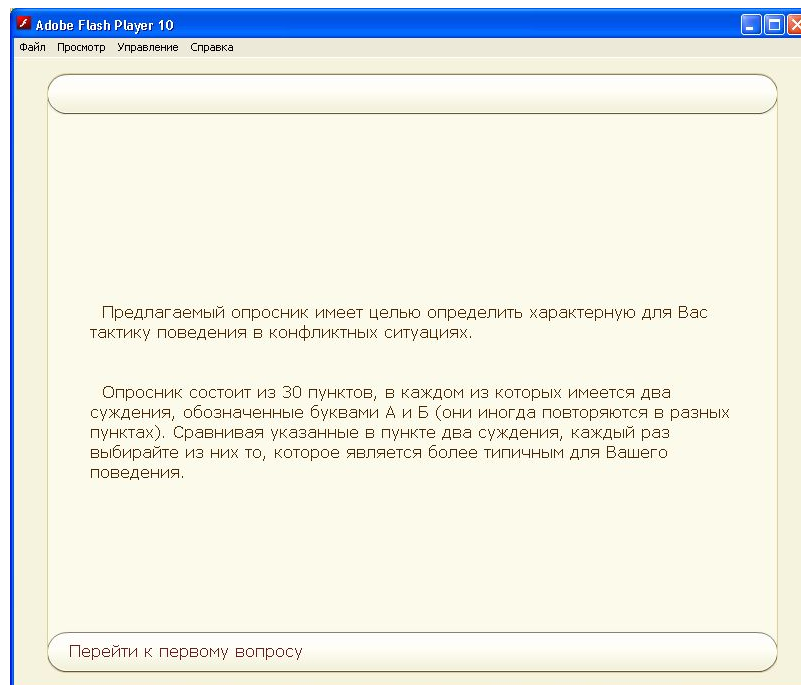 Adobe Flash Player 10
Файл Просмотр Управление Справка
Предлагаемый опросник имеет целью определить характерную для Вас
тактику поведения в конфликтных ситуациях.
Опросник состоит из 30 пунктов, в каждом из которых имеется два
суждения, обозначенные буквами А и Б (они иногда повторяются в разных
пунктах). Сравнивая указанные в пункте два суждения, каждый раз
выбирайте из них то, которое является более типичным для Вашего
поведения.
Перейти к первому вопросу